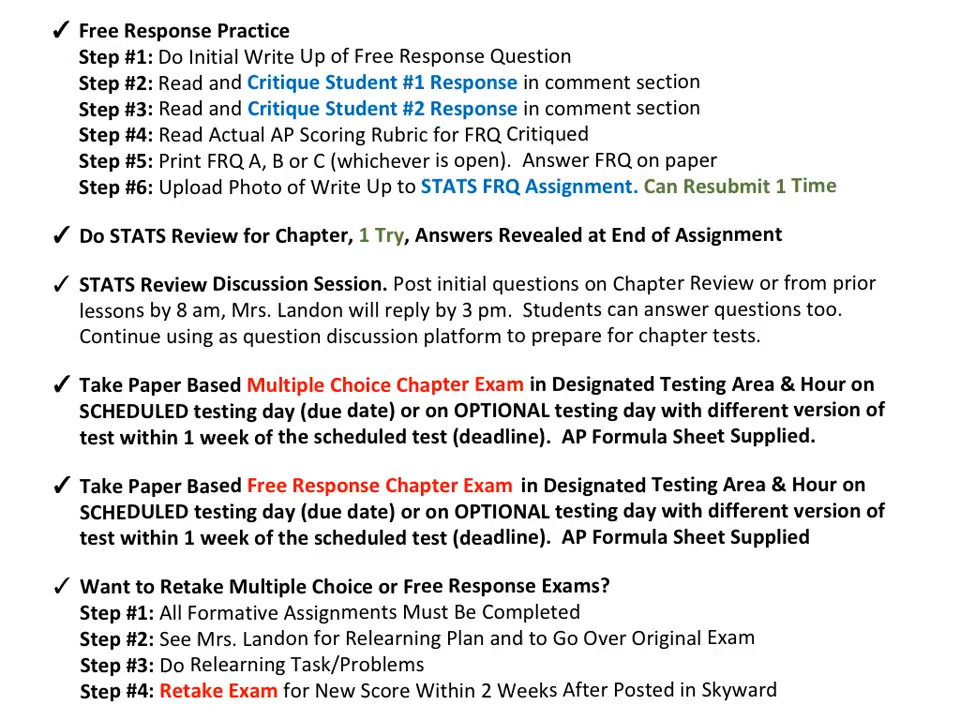 ✓ Free Response Practice
Step #1: Do Initial Write Up of Free Response Question
Step #2: Read and Critique Student #1 Response in comment section
Step #3: Read and Critique Student #2 Response in comment section
Step #4: Read Actual AP Scoring Rubric for FRQ Critiqued
Step #5: Print FRQ A, B or C (whichever is open).  Answer FRQ on paper
Step #6: Upload Photo of Write Up to STATS FRQ Assignment. Can Resubmit 1 Time
✓ Do STATS Review for Chapter, 1 Try, Answers Revealed at End of Assignment
✓ STATS Review Discussion Session. Post initial questions on Chapter Review or from prior
lessons by 8 am, Mrs. Landon will reply by 3 pm.  Students can answer questions too.
Continue using as question discussion platform to prepare for chapter tests.
✓ Take Paper Based Multiple Choice Chapter Exam in Designated Testing Area & Hour on
SCHEDULED testing day (due date) or on OPTIONAL testing day with different version of
test within 1 week of the scheduled test (deadline).  AP Formula Sheet Supplied.
✓ Take Paper Based Free Response Chapter Exam in Designated Testing Area & Hour on
SCHEDULED testing day (due date) or on OPTIONAL testing day with different version of
test within 1 week of the scheduled test (deadline).  AP Formula Sheet Supplied
✓ Want to Retake Multiple Choice or Free Response Exams?
Step #1: All Formative Assignments Must Be Completed
Step #2: See Mrs. Landon for Relearning Plan and to Go Over Original Exam
Step #3: Do Relearning Task/Problems
Step #4: Retake Exam for New Score Within 2 Weeks After Posted in Skyward